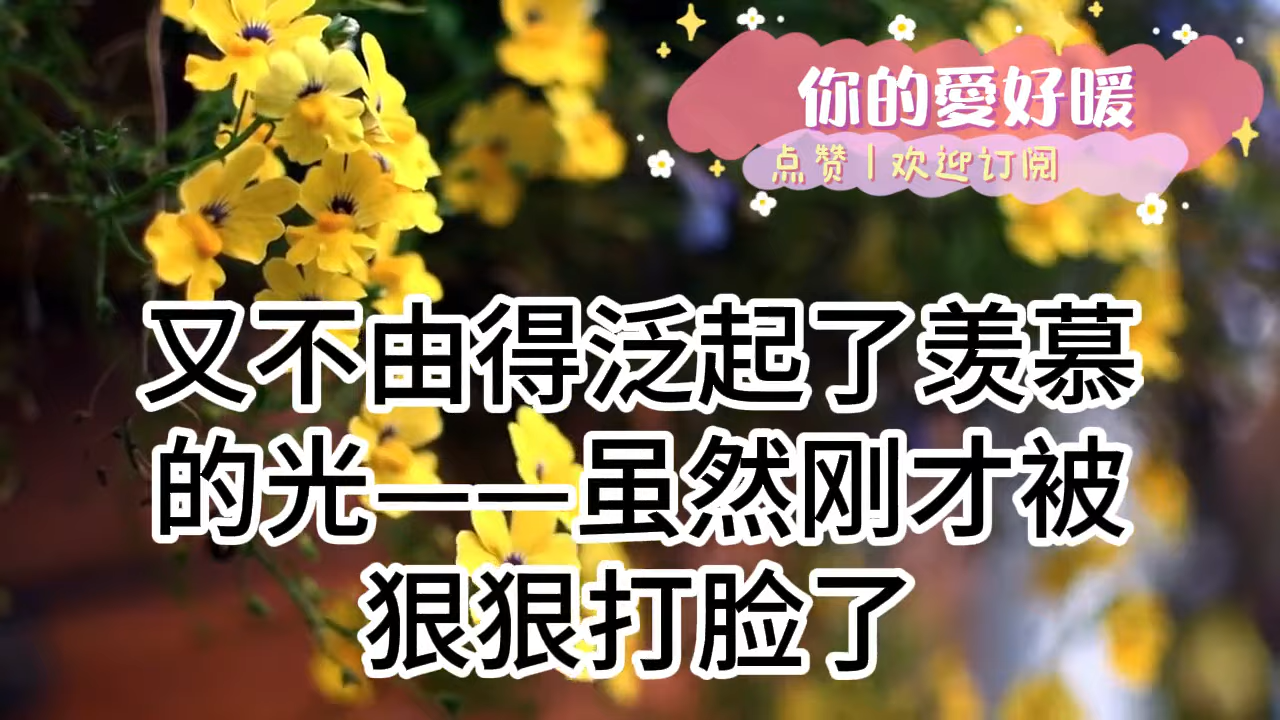 你的愛好暖
点赞 | 欢迎订阅
又不由得泛起了羡慕
的光——虽然刚才被
狠狠打脸了